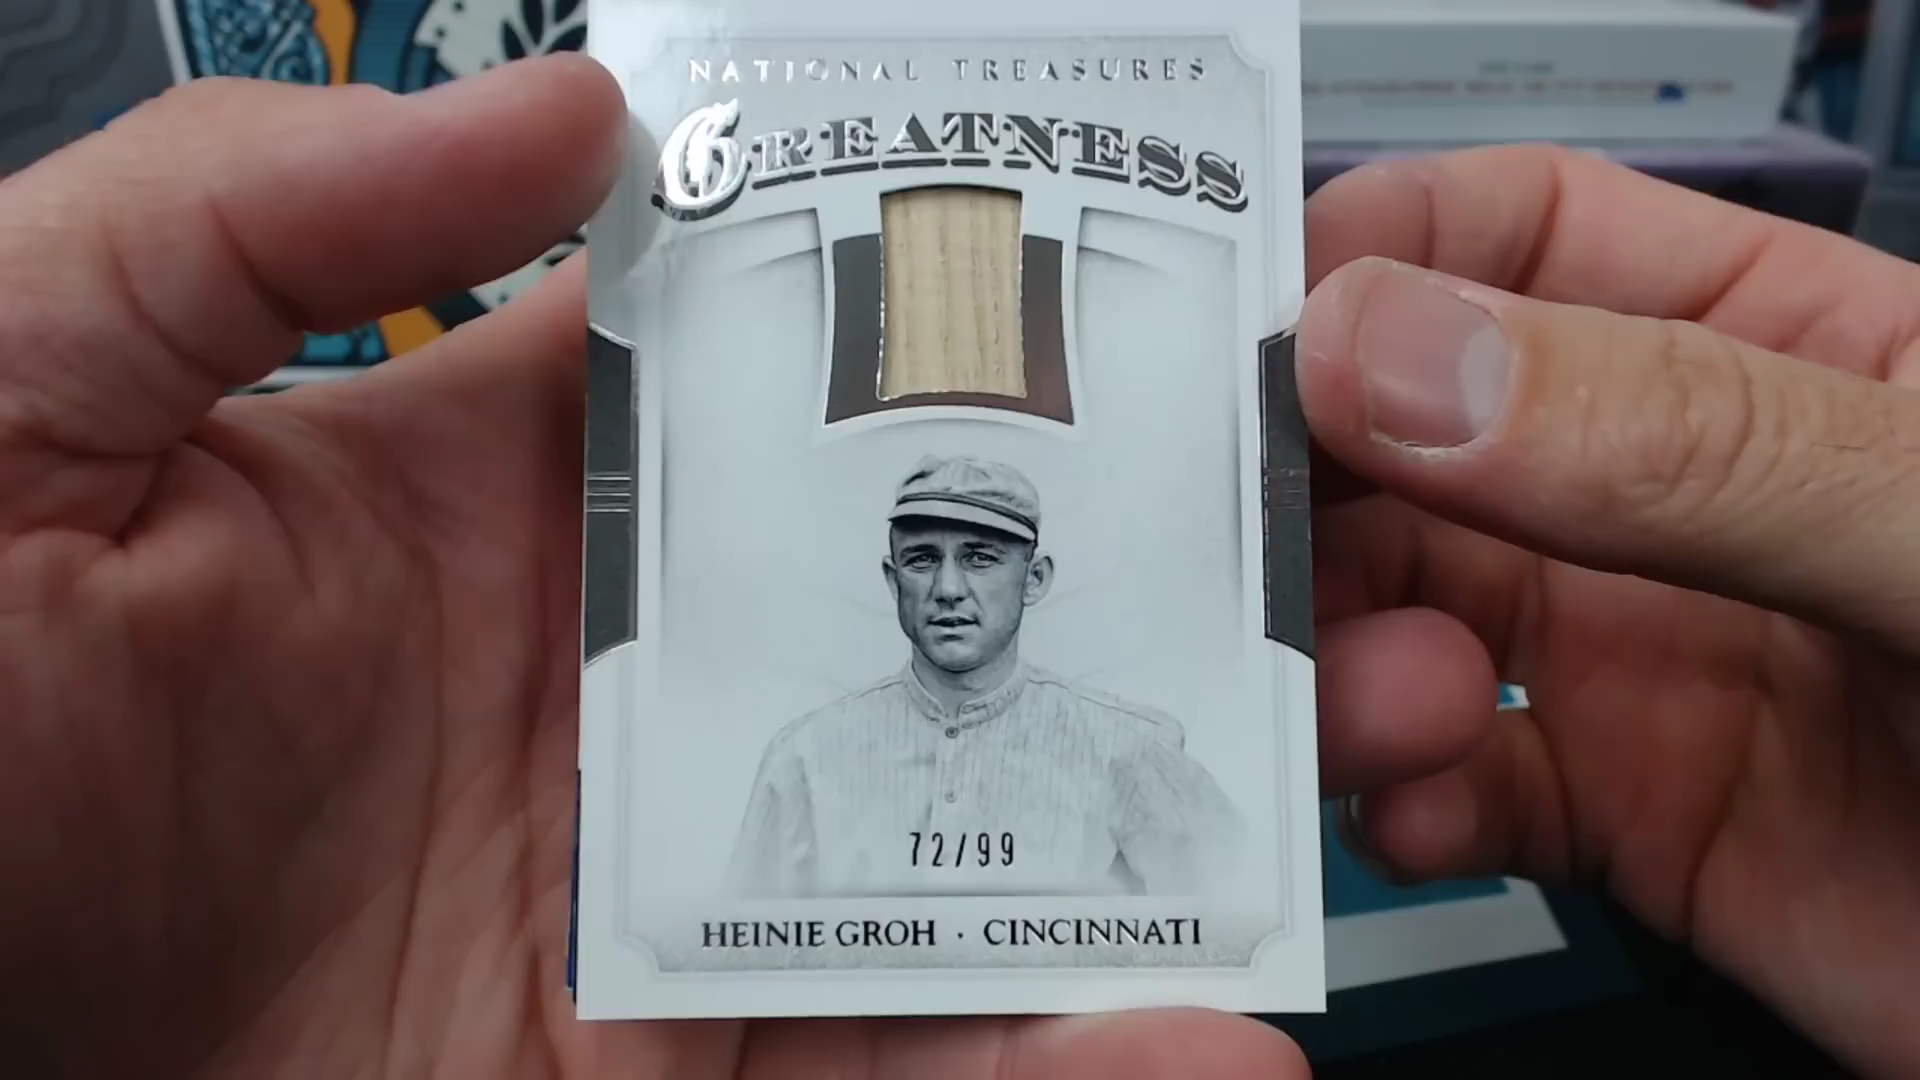 NATIONAL TREASURES
GREATNESS
72/99
HEINIE GROH · CINCINNATI